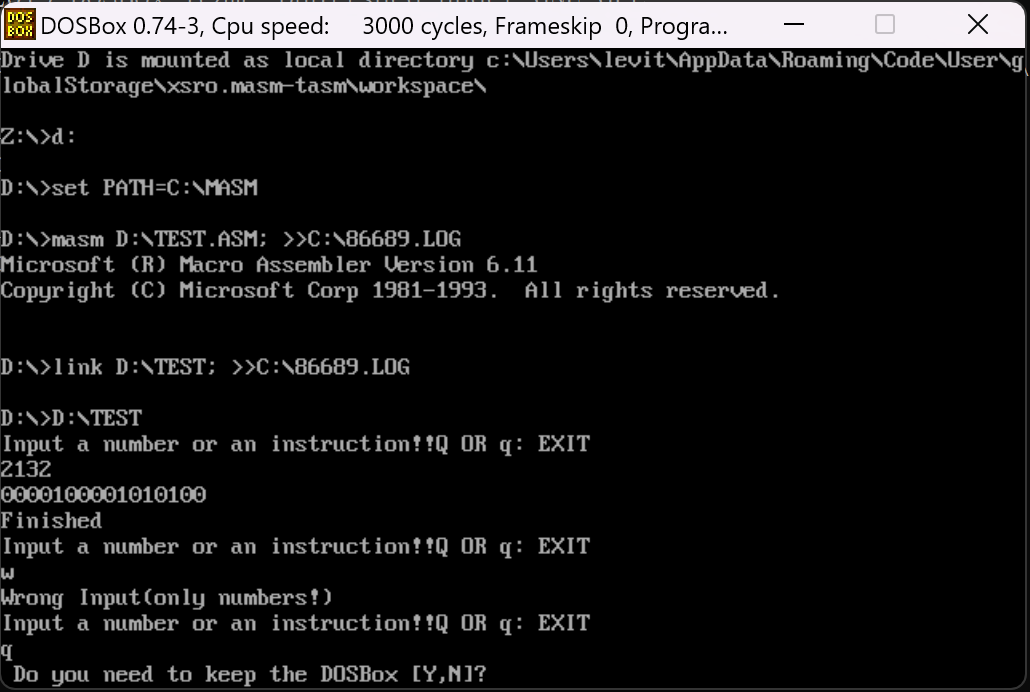 DOS BOX DOSBox 0.74-3, Cpu speed: 3000 cycles, Frameskip 0, Progra...
Drive D is mounted as local directory c:\Users\levit\AppData\Roaming\Code\User\g
lobalStorage\xsro.masm-tasm\workspace\
Z:\>d:
D:\>set PATH=C:\MASM
D:\>masm D:\TEST.ASM; >>C:\86689.LOG
Microsoft (R) Macro Assembler Version 6.11
Copyright (C) Microsoft Corp 1981-1993.  All rights reserved.
D:\>link D:\TEST; >>C:\86689.LOG
D:\>D:\TEST
Input a number or an instruction!!Q OR q: EXIT
2132
0000100001010100
Finished
Input a number or an instruction!!Q OR q: EXIT
w
Wrong Input(only numbers!)
Input a number or an instruction!!Q OR q: EXIT
q
Do you need to keep the DOSBox [Y,N]?